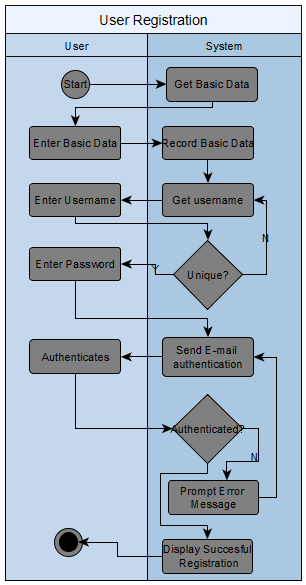 User Registration
User
System
Start
Get Basic Data
Enter Basic Data
Record Basic Data
Enter Username
Get username
N
Enter Password
Y
Unique?
Authenticates
Send E-mail
authentication
Authenticated?
N
Prompt Error
Message
Display Succesful
Registration